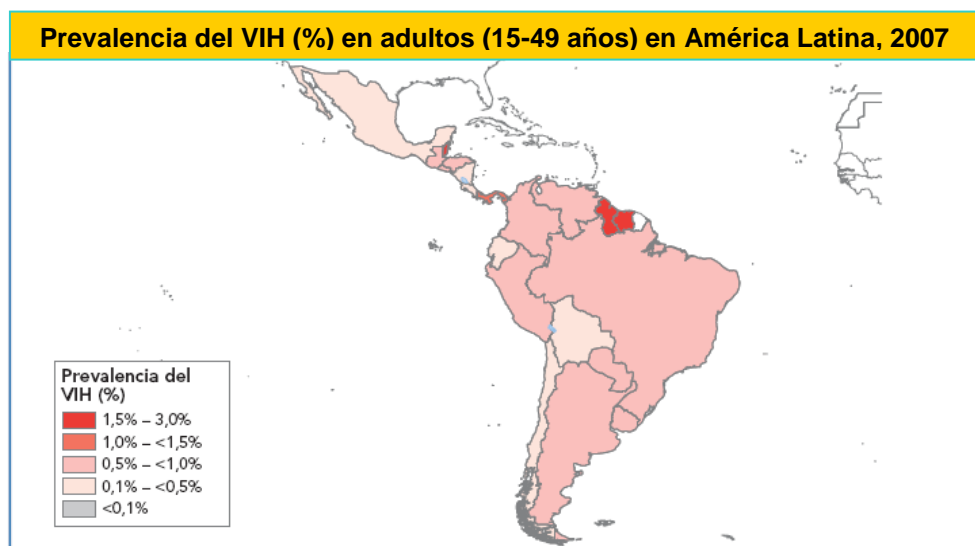 Prevalencia del VIH (%) en adultos (15-49 años) en América Latina, 2007
Prevalencia del
VIH (%)
1,5% – 3,0%
1,0% – <1,5%
0,5% – <1,0%
0,1% – <0,5%
<0,1%